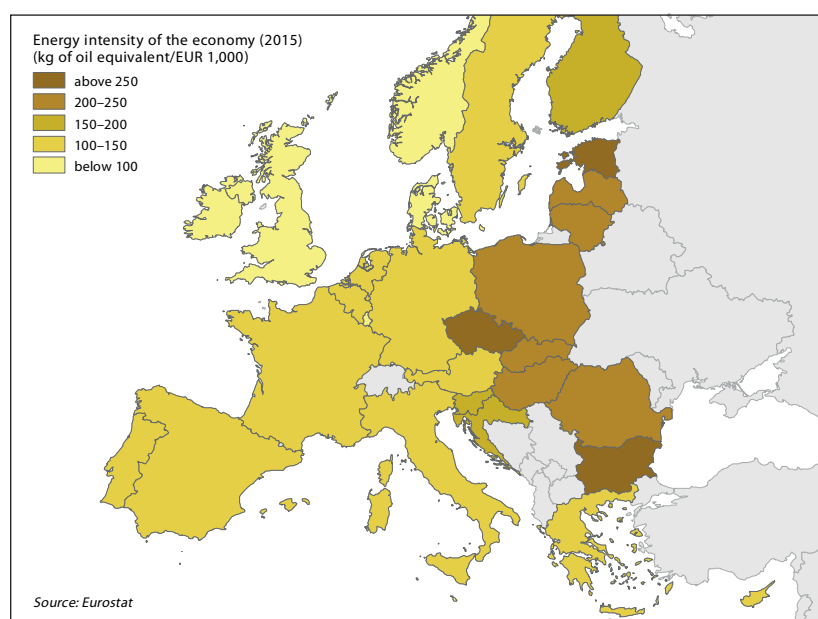 Energy intensity of the economy (2015)
(kg of oil equivalent/EUR 1,000)
above 250
200–250
150–200
100–150
below 100
Source: Eurostat